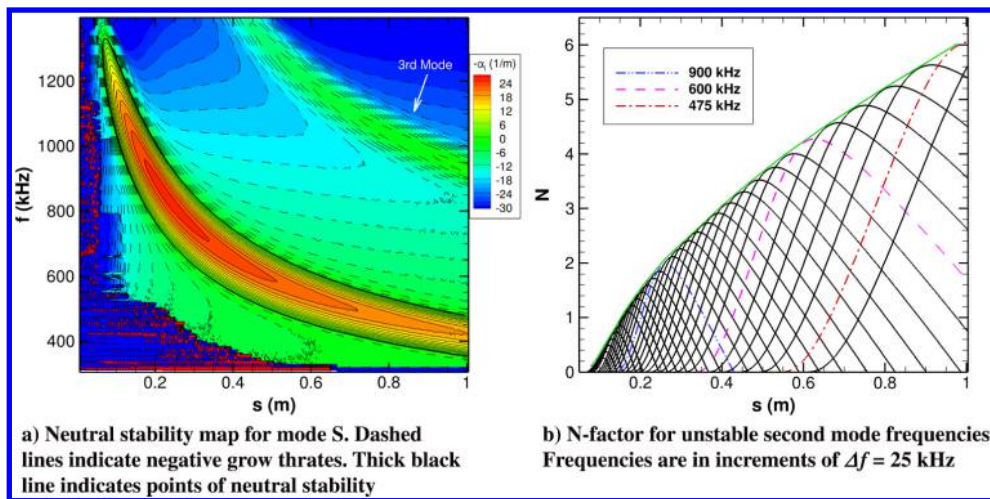 3rd Mode
-αi (1/m)
24
18
12
6
0
-6
-12
-18
-24
-30
f (kHz)
1200
1000
800
600
400
0.2
0.4
0.6
0.8
1
s (m)
a) Neutral stability map for mode S. Dashed
lines indicate negative grow thrates. Thick black
line indicates points of neutral stability
900 kHz
600 kHz
475 kHz
N
6
5
4
3
2
1
0
0.2
0.4
0.6
0.8
1
s (m)
b) N-factor for unstable second mode frequencies
Frequencies are in increments of Δf = 25 kHz